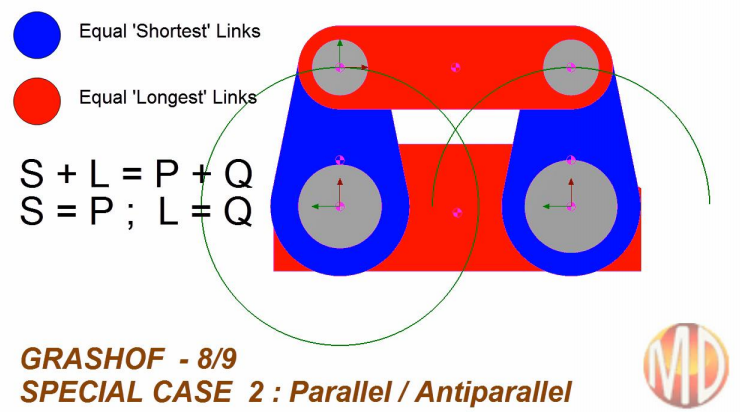 Equal 'Shortest' Links
Equal 'Longest' Links
S + L = P + Q
S = P ; L = Q
GRASHOF - 8/9
SPECIAL CASE 2 : Parallel / Antiparallel
MD